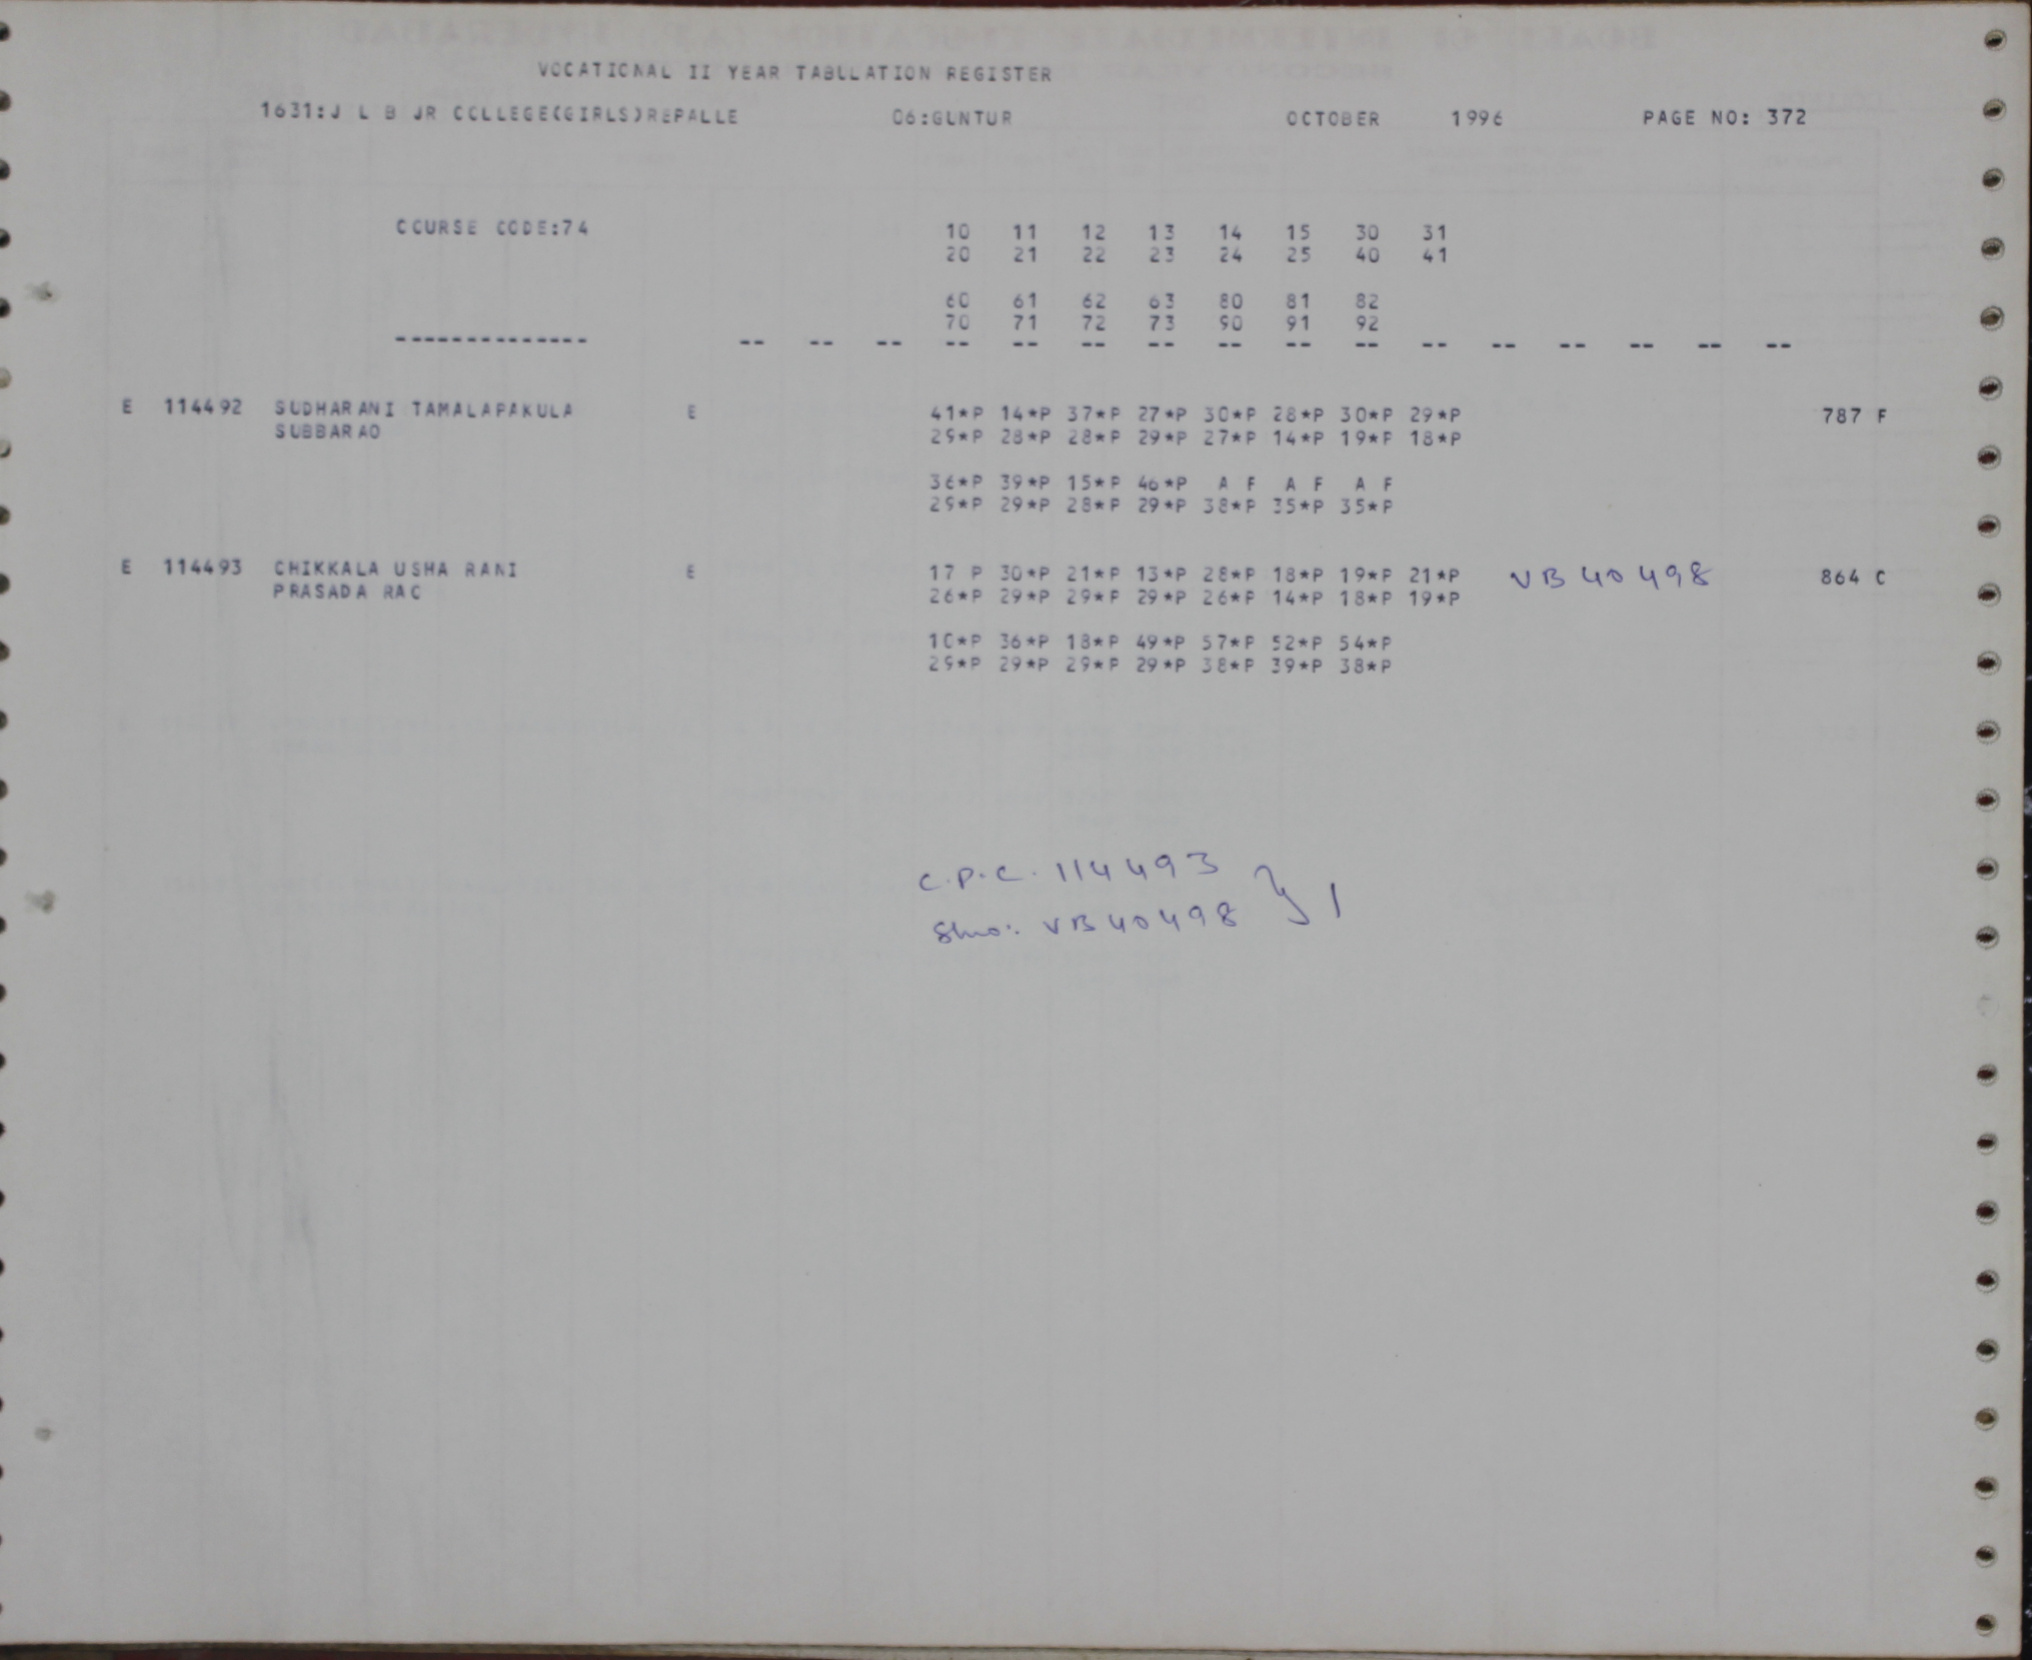 VOCATIONAL II YEAR TABULATION REGISTER
1631:J L B JR COLLEGE(GIRLS)REPALLE 06:GUNTUR OCTOBER 1996 PAGE NO: 372
COURSE CODE:74 10 11 12 13 14 15 30 31
20 21 22 23 24 25 40 41
60 61 62 63 80 81 82
70 71 72 73 90 91 92
-------------- -- -- -- -- -- -- -- -- -- -- -- -- -- -- -- --
E 114492 SUDHARANI TAMALAPAKULA E 41*P 14*P 37*P 27*P 30*P 28*P 30*P 29*P 787 F
SUBBARAO 29*P 28*P 28*P 29*P 27*P 14*P 19*P 18*P
36*P 39*P 15*P 46*P A F A F A F
29*P 29*P 28*P 29*P 38*P 35*P 35*P
E 114493 CHIKKALA USHA RANI E 17 P 30*P 21*P 13*P 28*P 18*P 19*P 21*P VB 40498 864 C
PRASADA RAO 26*P 29*P 29*P 29*P 26*P 14*P 18*P 19*P
10*P 36*P 18*P 49*P 57*P 52*P 54*P
29*P 29*P 29*P 29*P 38*P 39*P 38*P
C.P.C. 114493
Slno: VB40498 } 1